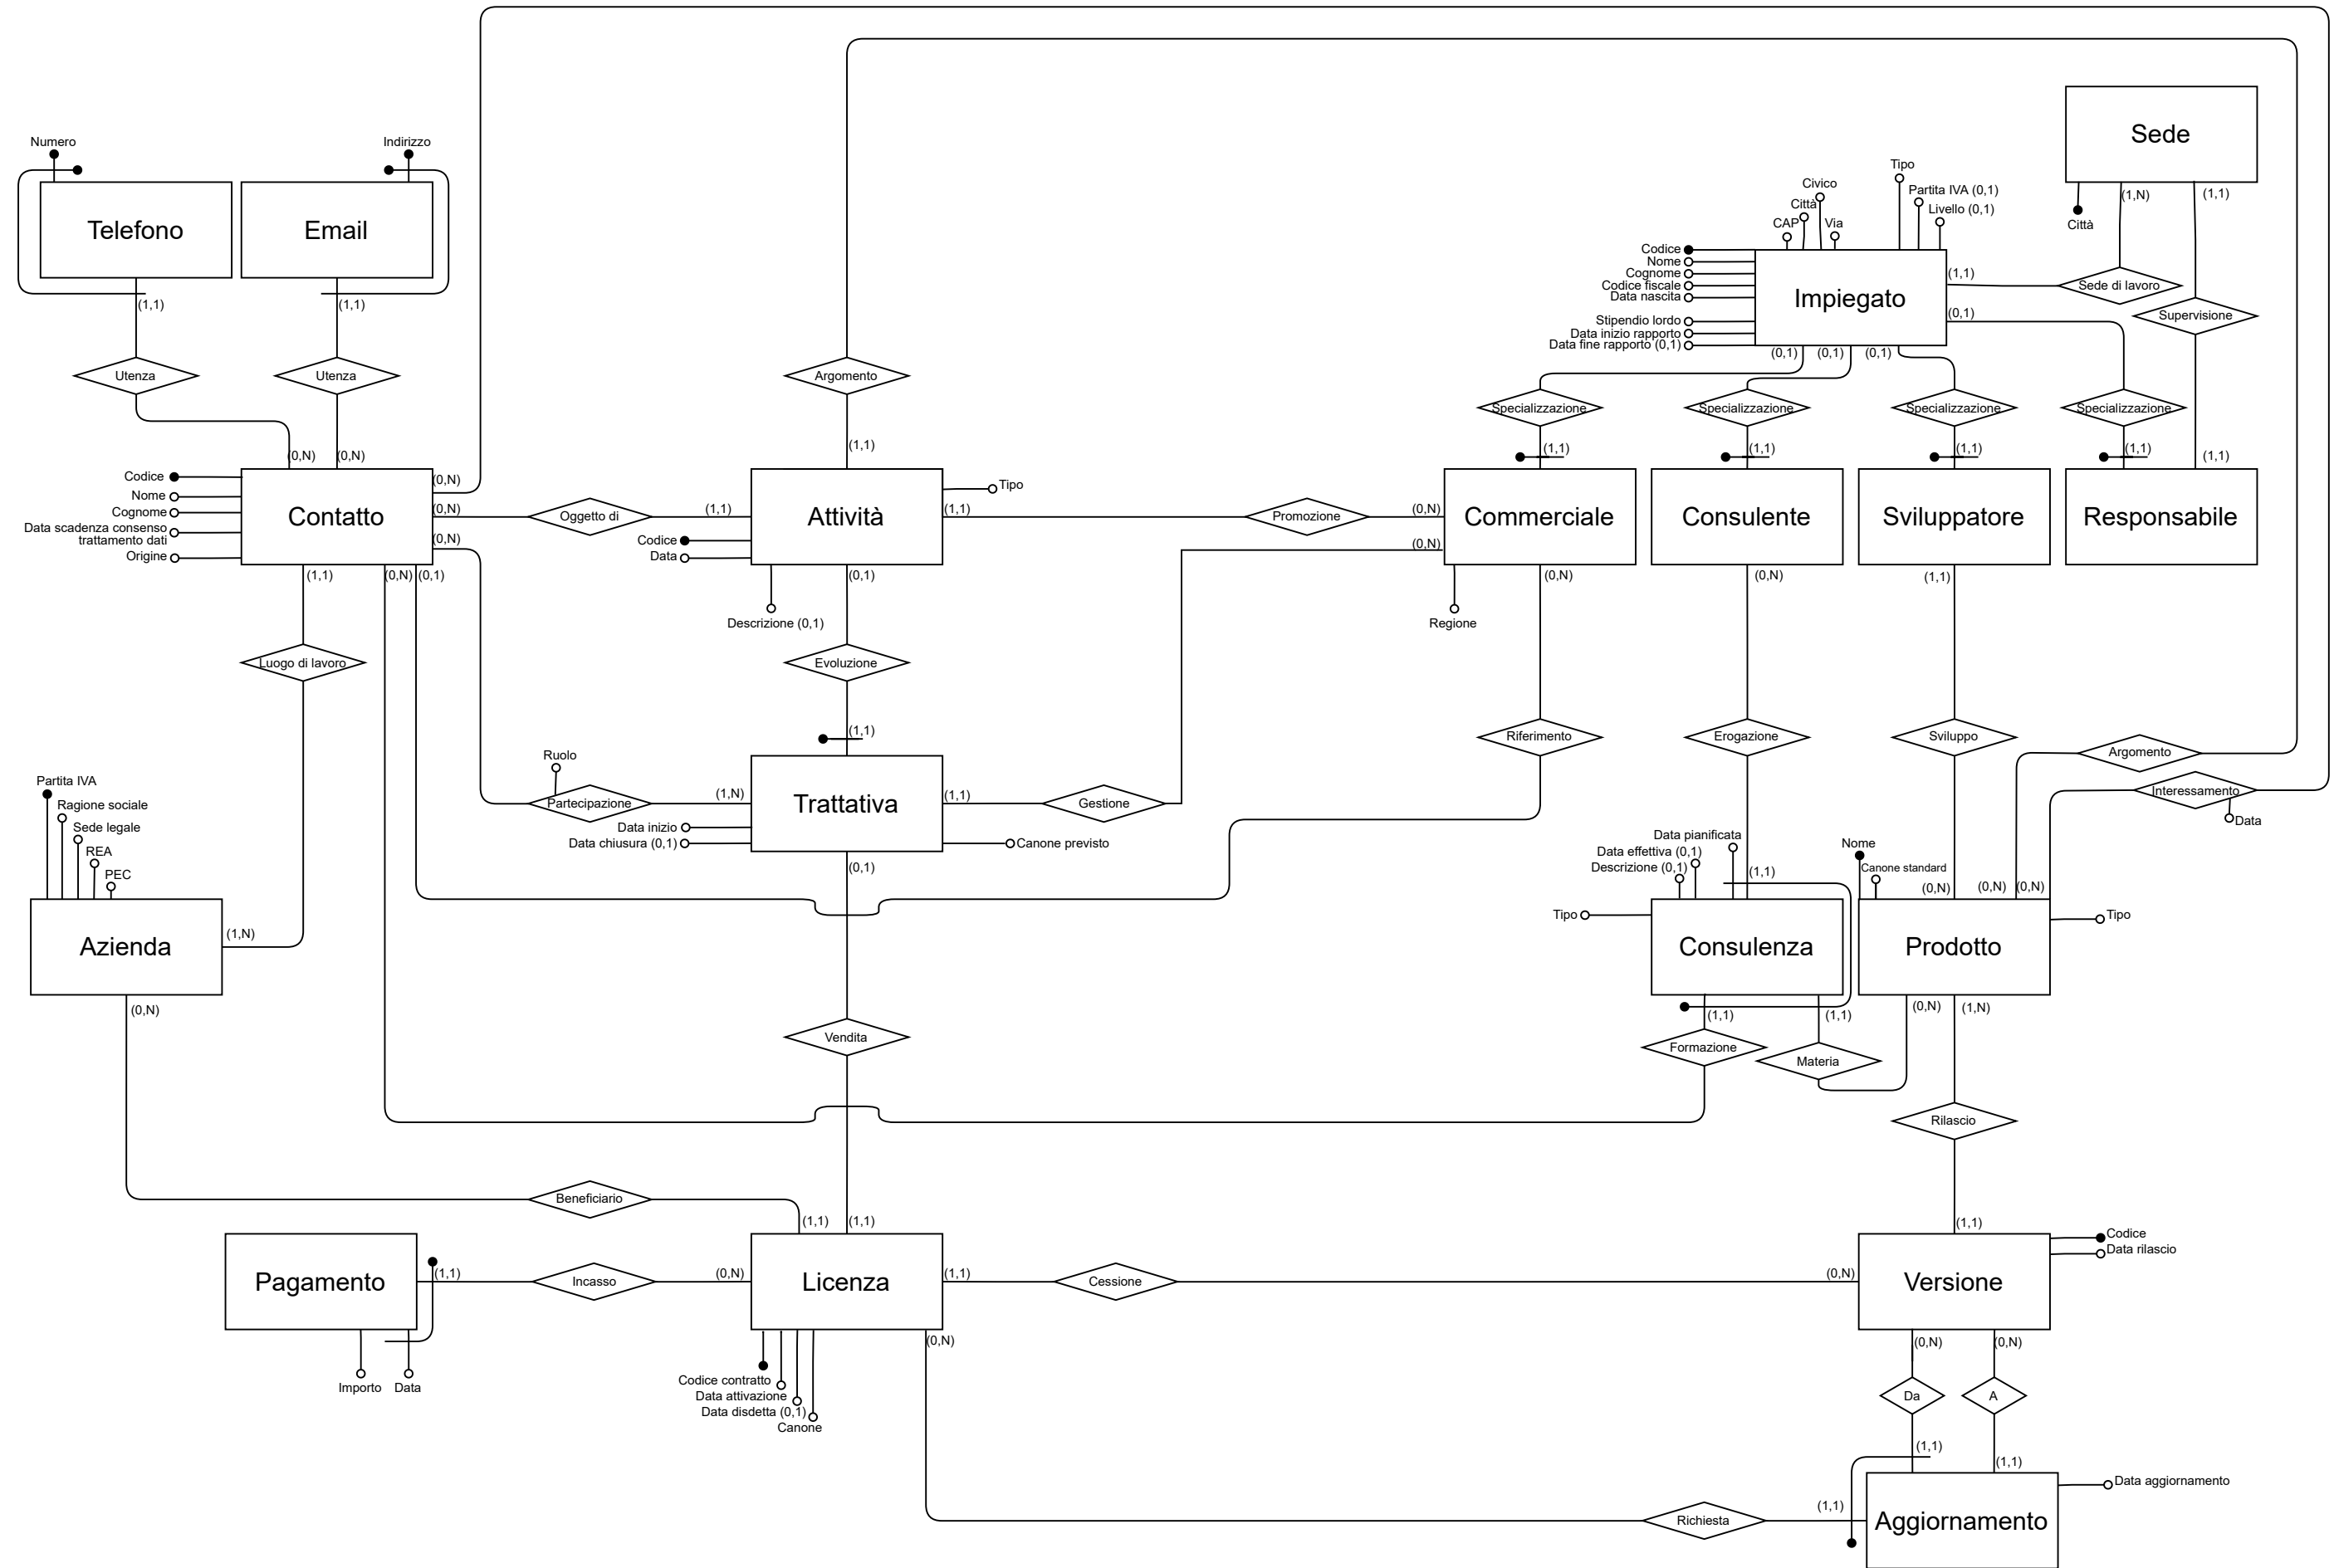 Sede
Numero
Indirizzo
Tipo
Civico
Partita IVA (0,1)
(1,N)
(1,1)
Città
Livello (0,1)
CAP
Via
Città
Telefono
Email
Codice
Nome
Cognome
Codice fiscale
Data nascita
Stipendio lordo
Data inizio rapporto
Data fine rapporto (0,1)
Impiegato
(1,1)
Sede di lavoro
(0,1)
Supervisione
(1,1)
(1,1)
(0,1)
(0,1)
(0,1)
Utenza
Utenza
Argomento
Specializzazione
Specializzazione
Specializzazione
Specializzazione
(0,N)
(0,N)
(1,1)
(1,1)
(1,1)
(1,1)
(1,1)
(1,1)
Codice
Nome
Cognome
Data scadenza consenso
trattamento dati
Origine
Contatto
(0,N)
(0,N)
(0,N)
Oggetto di
(1,1)
Attività
Tipo
(1,1)
Codice
Data
Promozione
(0,N)
(0,N)
Commerciale
Consulente
Sviluppatore
Responsabile
(1,1)
(0,N)
(0,1)
(0,1)
(0,N)
(0,N)
(1,1)
Descrizione (0,1)
Regione
Luogo di lavoro
Evoluzione
(1,1)
Riferimento
Erogazione
Sviluppo
Argomento
Ruolo
Partecipazione
(1,N)
Trattativa
(1,1)
Gestione
Interessamento
Data
Data inizio
Data chiusura (0,1)
Canone previsto
(0,1)
Partita IVA
Ragione sociale
Sede legale
REA
PEC
Data pianificata
Data effettiva (0,1)
Descrizione (0,1)
(1,1)
Nome
Canone standard
(0,N)
(0,N)
(0,N)
Tipo
Tipo
Azienda
(1,N)
Consulenza
Prodotto
(0,N)
(1,1)
(1,1)
(0,N)
(1,N)
Vendita
Formazione
Materia
Rilascio
Beneficiario
(1,1)
(1,1)
(1,1)
Codice
Data rilascio
Pagamento
(1,1)
Incasso
(0,N)
Licenza
(1,1)
Cessione
(0,N)
Versione
(0,N)
(0,N)
(0,N)
Importo
Data
Codice contratto
Data attivazione
Data disdetta (0,1)
Canone
Da
A
(1,1)
(1,1)
Data aggiornamento
Richiesta
(1,1)
Aggiornamento